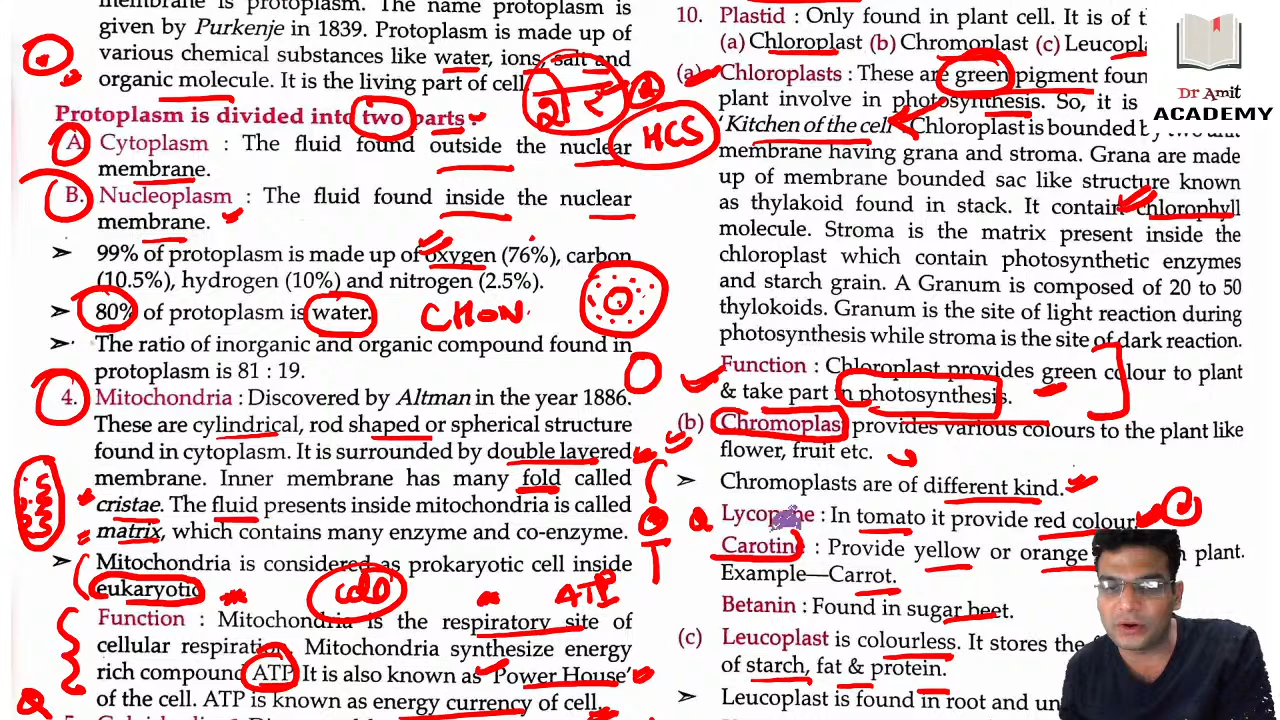 membrane is protoplasm. The name protoplasm is
given by Purkenje in 1839. Protoplasm is made up of
various chemical substances like water, ions, salt and
organic molecule. It is the living part of cell.
Protoplasm is divided into two parts
A. Cytoplasm : The fluid found outside the nuclear
membrane.
B. Nucleoplasm : The fluid found inside the nuclear
membrane.
➤ 99% of protoplasm is made up of oxygen (76%), carbon
(10.5%), hydrogen (10%) and nitrogen (2.5%).
➤ 80% of protoplasm is water.
CHON
➤ The ratio of inorganic and organic compound found in
protoplasm is 81 : 19.
4. Mitochondria : Discovered by Altman in the year 1886.
These are cylindrical, rod shaped or spherical structure
found in cytoplasm. It is surrounded by double layered
membrane. Inner membrane has many fold called
cristae. The fluid presents inside mitochondria is called
matrix, which contains many enzyme and co-enzyme.
➤ Mitochondria is considered as prokaryotic cell inside
eukaryotic
ATP
Function : Mitochondria is the respiratory site of
cellular respiration. Mitochondria synthesize energy
rich compound ATP. It is also known as 'Power House'
of the cell. ATP is known as energy currency of cell.
HCS
10. Plastid : Only found in plant cell. It is of
(a) Chloroplast (b) Chromoplast (c) Leucopl
(a) Chloroplasts : These are green pigment foun
plant involve in photosynthesis. So, it is
'Kitchen of the cell' Chloroplast is bounded by two unit
membrane having grana and stroma. Grana are made
up of membrane bounded sac like structure known
as thylakoid found in stack. It contain chlorophyll
molecule. Stroma is the matrix present inside the
chloroplast which contain photosynthetic enzymes
and starch grain. A Granum is composed of 20 to 50
thylokoids. Granum is the site of light reaction during
photosynthesis while stroma is the site of dark reaction.
Function : Chloroplast provides green colour to plant
& take part in photosynthesis.
(b) Chromoplast provides various colours to the plant like
flower, fruit etc.
➤ Chromoplasts are of different kind.
Q Lycopene : In tomato it provide red colour.
Carotine : Provide yellow or orange plant.
Example—Carrot.
Betanin : Found in sugar beet.
(c) Leucoplast is colourless. It stores the
of starch, fat & protein.
➤ Leucoplast is found in root and un
Dr Amit
ACADEMY